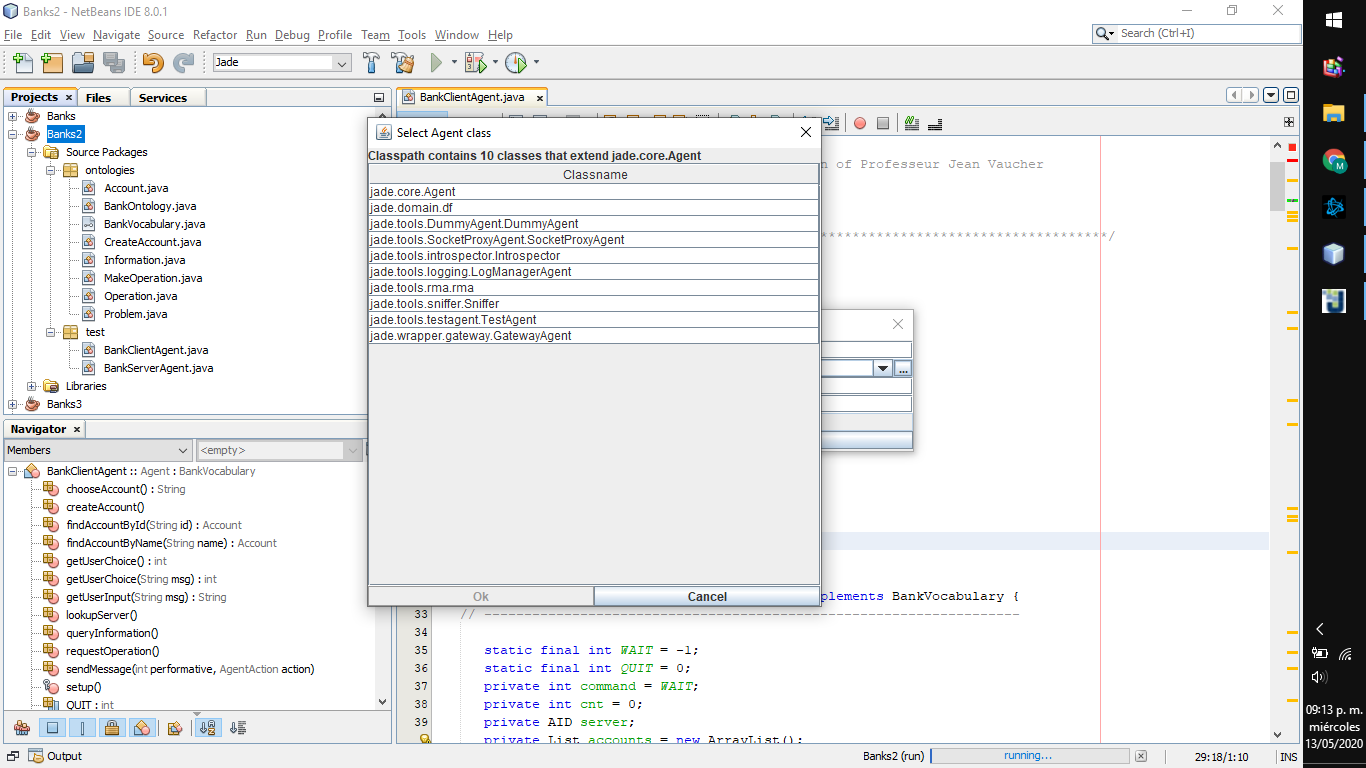 Banks2 - NetBeans IDE 8.0.1
File Edit View Navigate Source Refactor Run Debug Profile Team Tools Window Help
Search (Ctrl+I)
Jade
Projects
Files
Services
Banks
Banks2
Source Packages
ontologies
Account.java
BankOntology.java
BankVocabulary.java
CreateAccount.java
Information.java
MakeOperation.java
Operation.java
Problem.java
test
BankClientAgent.java
BankServerAgent.java
Libraries
Banks3
Navigator
Members
<empty>
BankClientAgent :: Agent : BankVocabulary
chooseAccount() : String
createAccount()
findAccountById(String id) : Account
findAccountByName(String name) : Account
getUserChoice() : int
getUserChoice(String msg) : int
getUserInput(String msg) : String
lookupServer()
queryInformation()
requestOperation()
sendMessage(int performative, AgentAction action)
setup()
QUIT : int
BankClientAgent.java
n of Professeur Jean Vaucher
************************************/
Select Agent class
Classpath contains 10 classes that extend jade.core.Agent
Classname
jade.core.Agent
jade.domain.df
jade.tools.DummyAgent.DummyAgent
jade.tools.SocketProxyAgent.SocketProxyAgent
jade.tools.introspector.Introspector
jade.tools.logging.LogManagerAgent
jade.tools.rma.rma
jade.tools.sniffer.Sniffer
jade.tools.testagent.TestAgent
jade.wrapper.gateway.GatewayAgent
Ok
Cancel
...
plements BankVocabulary {
33 // -------------------------------------------------------------------
34
35 static final int WAIT = -1;
36 static final int QUIT = 0;
37 private int command = WAIT;
38 private int cnt = 0;
39 private AID server;
private List accounts = new ArrayList();
Output
Banks2 (run)
running...
29:18/1:10
INS
09:13 p. m.
miércoles
13/05/2020